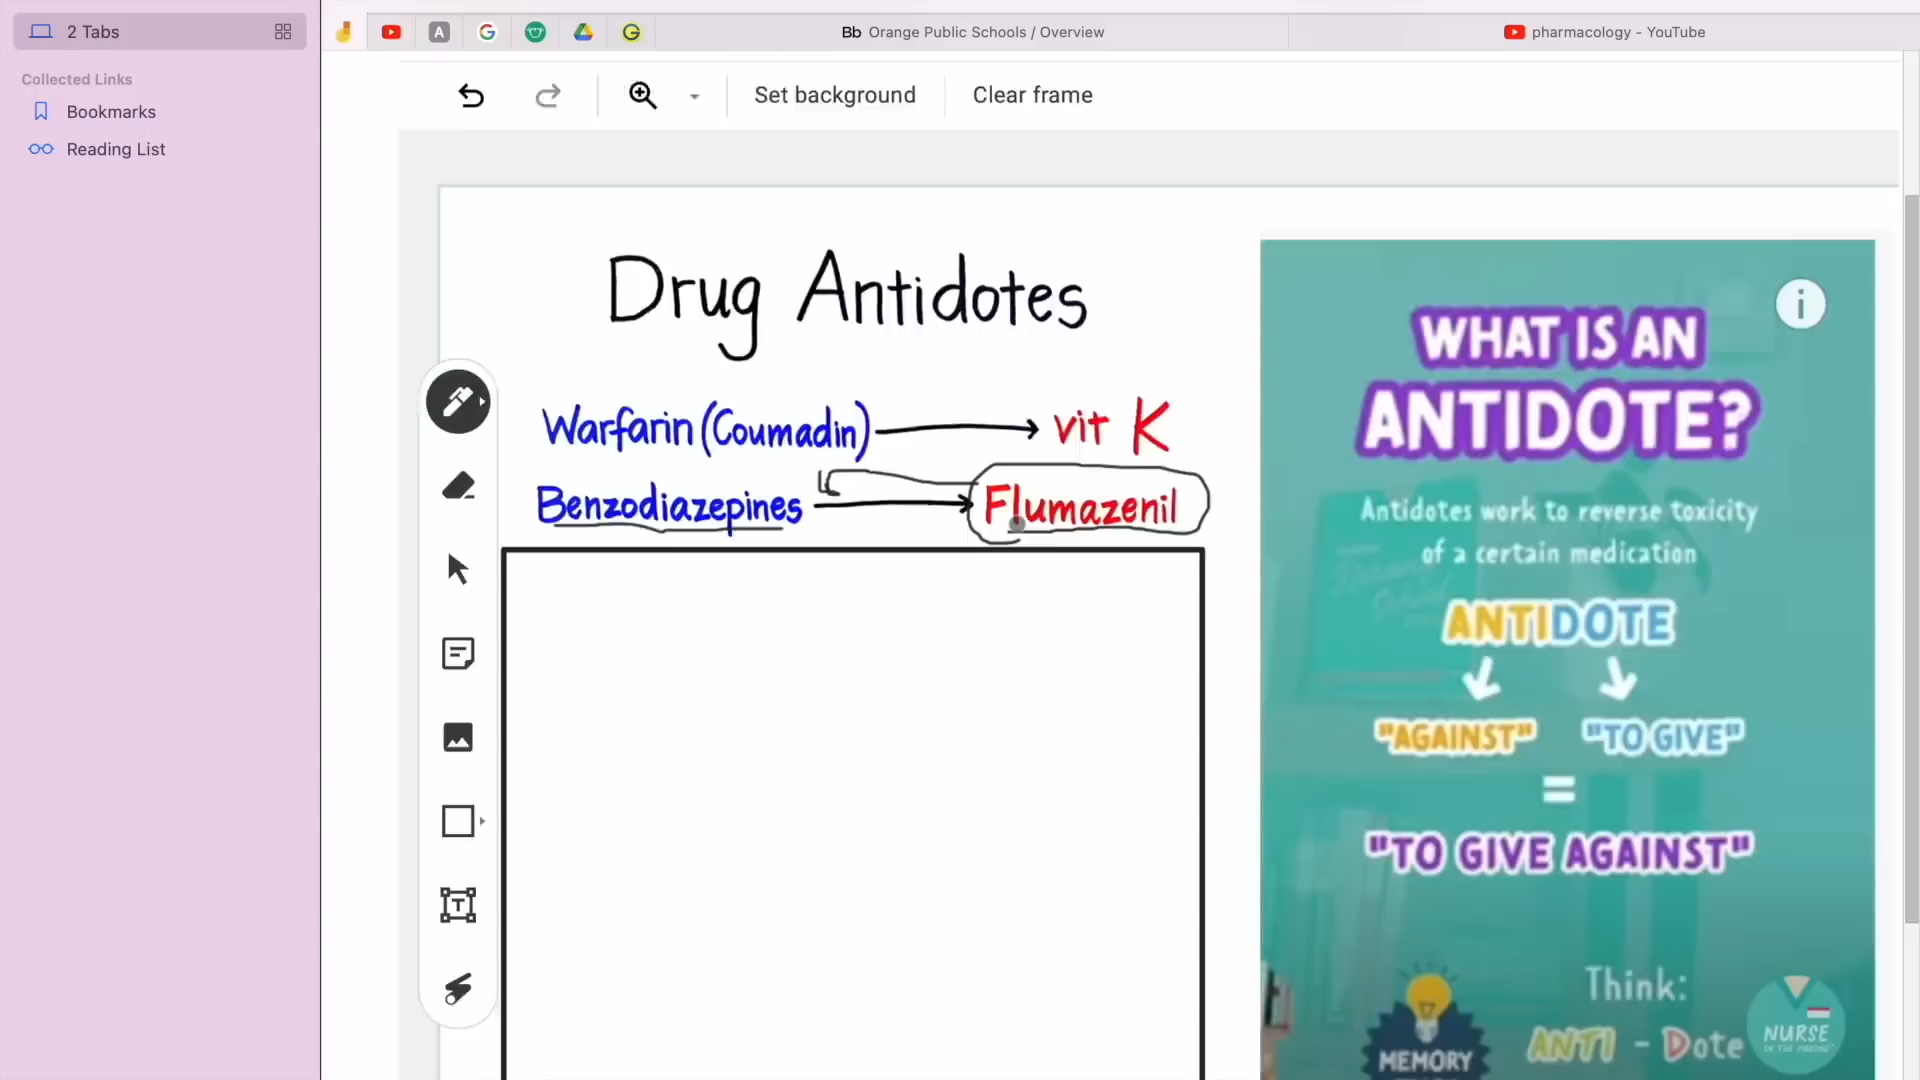 2 Tabs
Collected Links
Bookmarks
Reading List
A
G
G
Bb Orange Public Schools / Overview
pharmacology - YouTube
Set background
Clear frame
Drug Antidotes
Warfarin (Coumadin) → vit K
Benzodiazepines → Flumazenil
T
i
WHAT IS AN
ANTIDOTE?
Antidotes work to reverse toxicity
of a certain medication
ANTIDOTE
"AGAINST" "TO GIVE"
=
"TO GIVE AGAINST"
Think:
ANTI - Dote
MEMORY
NURSE